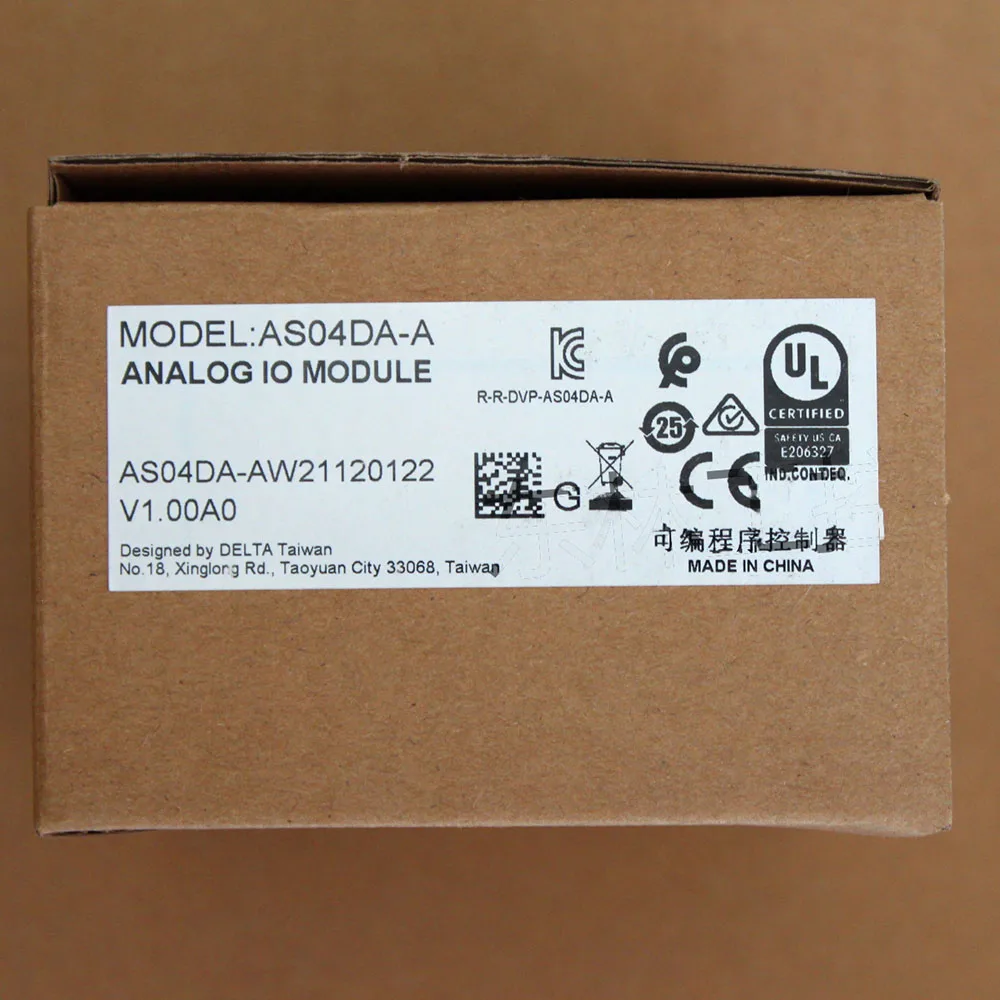 MODEL:AS04DA-A
ANALOG IO MODULE
R-R-DVP-AS04DA-A
25
UL
CERTIFIED
SAFETY US CA
E206327
IND.CONT.EQ.
CE
AS04DA-AW21120122
V1.00A0
G
Designed by DELTA Taiwan
No.18, Xinglong Rd., Taoyuan City 33068, Taiwan
可编程序控制器
MADE IN CHINA